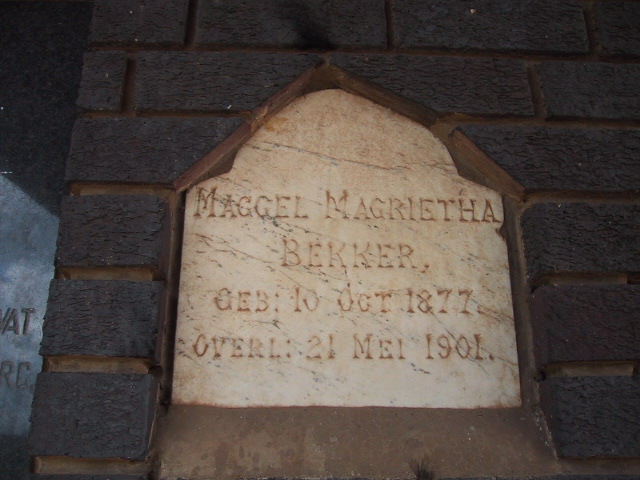 MAGGEL MAGRIETHA
BEKKER.
GEB: 10 OCT 1877.
OVERL: 21 MEI 1901.